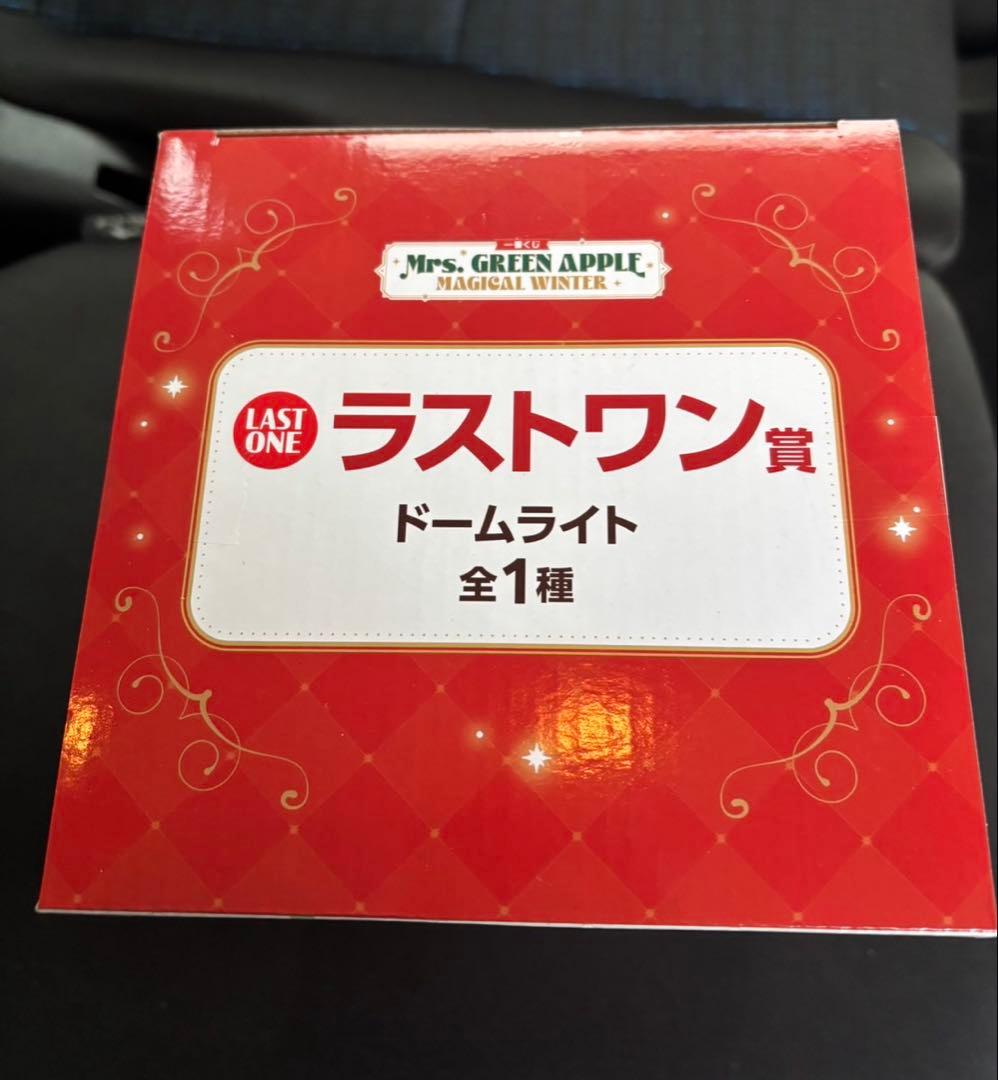 一番くじ
Mrs. GREEN APPLE
MAGICAL WINTER
LAST
ONE
ラストワン賞
ドームライト
全1種